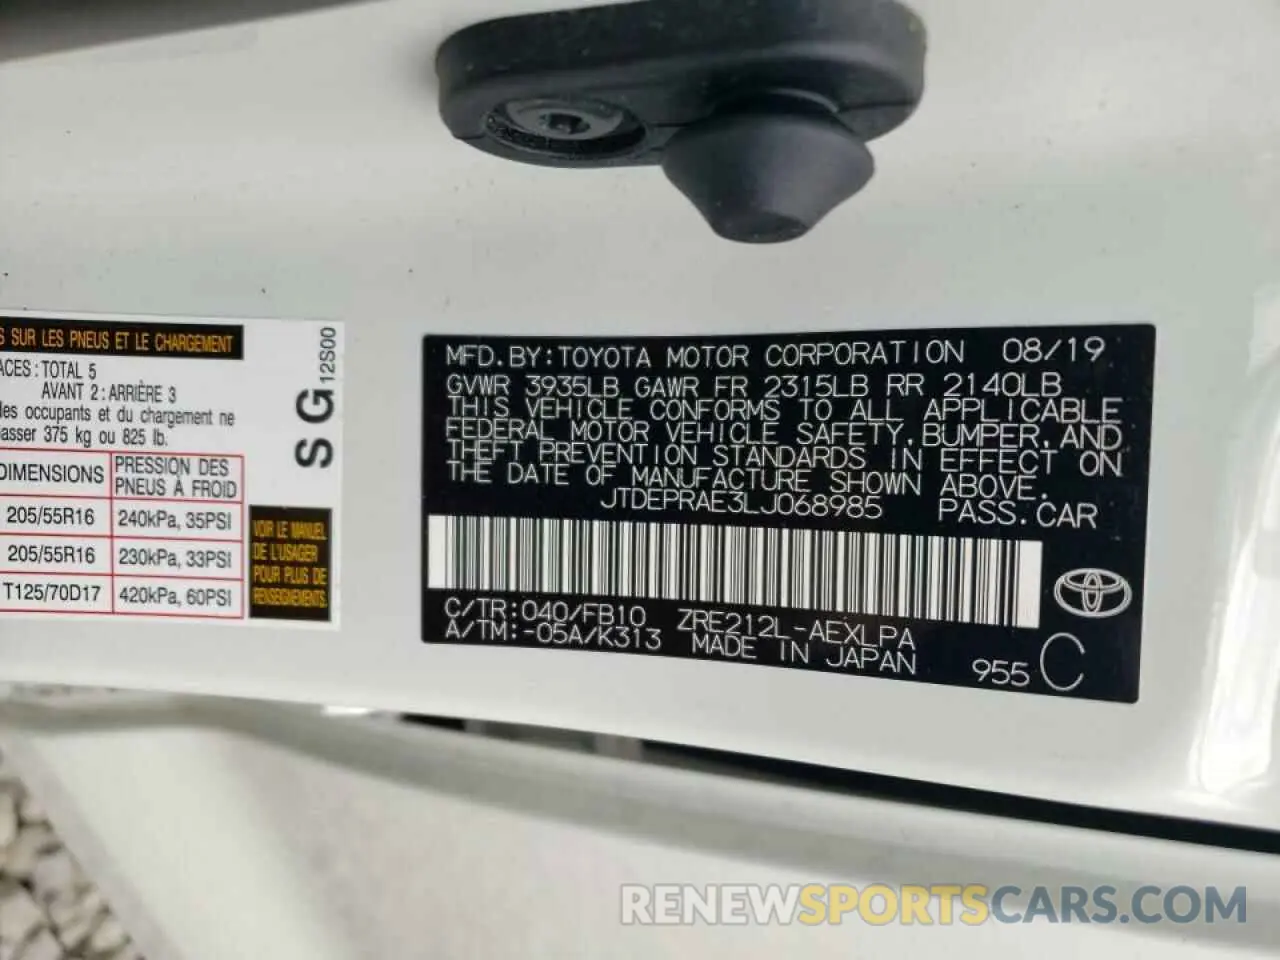 S SUR LES PNEUS ET LE CHARGEMENT
ACES : TOTAL 5
AVANT 2 : ARRIÈRE 3
des occupants et du chargement ne
asser 375 kg ou 825 lb.
DIMENSIONS PRESSION DES
PNEUS À FROID
205/55R16 240kPa, 35PSI
205/55R16 230kPa, 33PSI
T125/70D17 420kPa, 60PSI
SG 12S00
VOIR LE MANUEL
DE L'USAGER
POUR PLUS DE
RENSEIGNEMENTS.
MFD. BY: TOYOTA MOTOR CORPORATION 08/19
GVWR 3935LB GAWR FR 2315LB RR 2140LB
THIS VEHICLE CONFORMS TO ALL APPLICABLE
FEDERAL MOTOR VEHICLE SAFETY, BUMPER, AND
THEFT PREVENTION STANDARDS IN EFFECT ON
THE DATE OF MANUFACTURE SHOWN ABOVE.
JTDEPRAE3LJ068985 PASS. CAR
C/TR: 040/FB10 ZRE212L-AEXLPA
A/TM: -05A/K313 MADE IN JAPAN 955 C
RENEWSPORTSCARS.COM